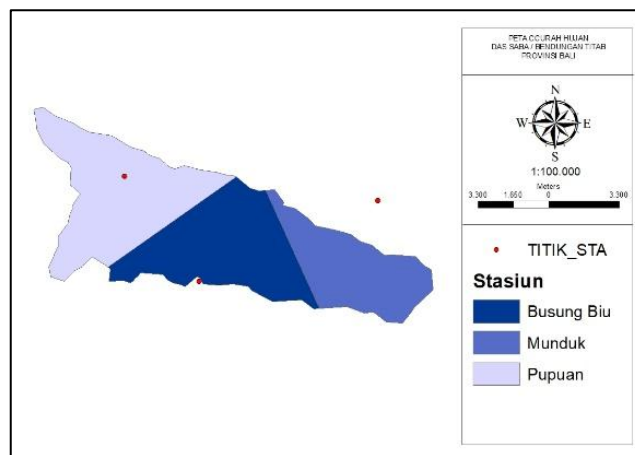 PETA CCURAH HUJAN
DAS SABA / BENDUNGAN TITAB
PROVINSI BALI
N
W E
S
1:100.000
Meters
3.300 1.650 0 3.300
TITIK_STA
Stasiun
Busung Biu
Munduk
Pupuan